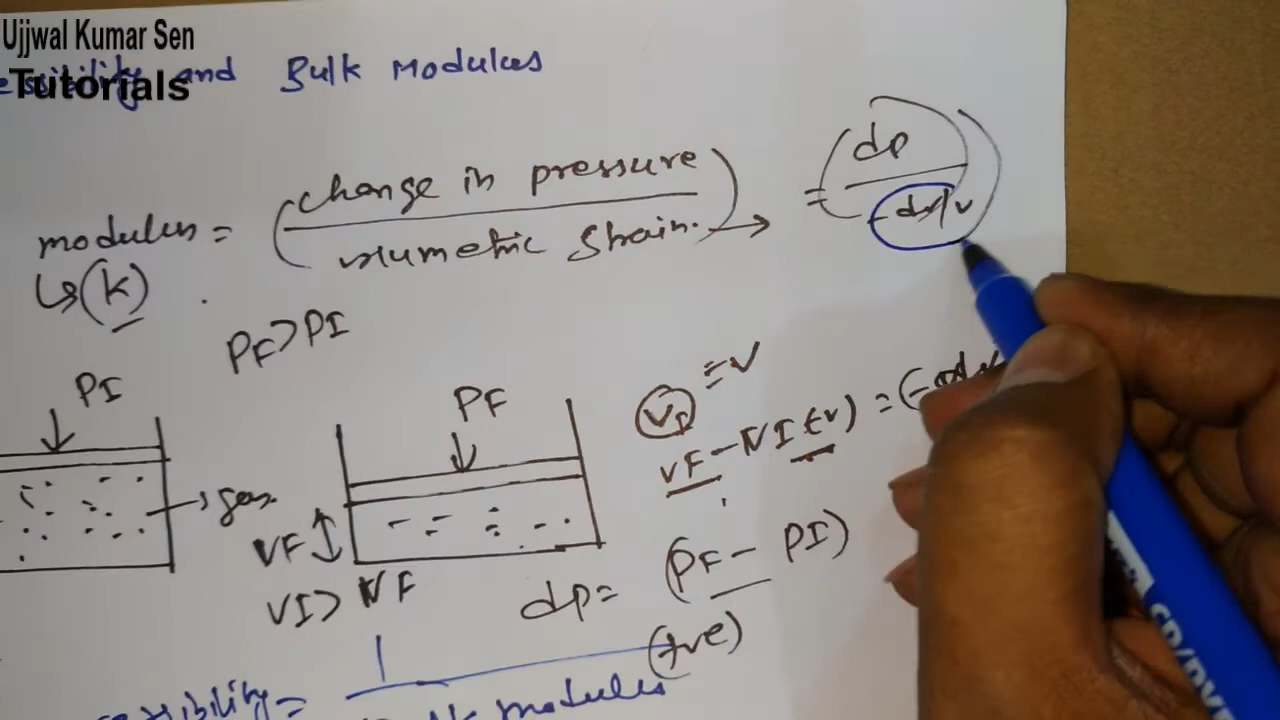 Ujjwal Kumar Sen
Tutorials
and Bulk Modulus
modulus = (change in pressure / volumetric Strain.) → = (dp / -dv/v)
↳ (k)
PF > PI
PI
PF
VI = V
VF - VI (v) = (-
gas
VF
VI > VF
dp = (PF - PI)
(+ve)
1
modulus